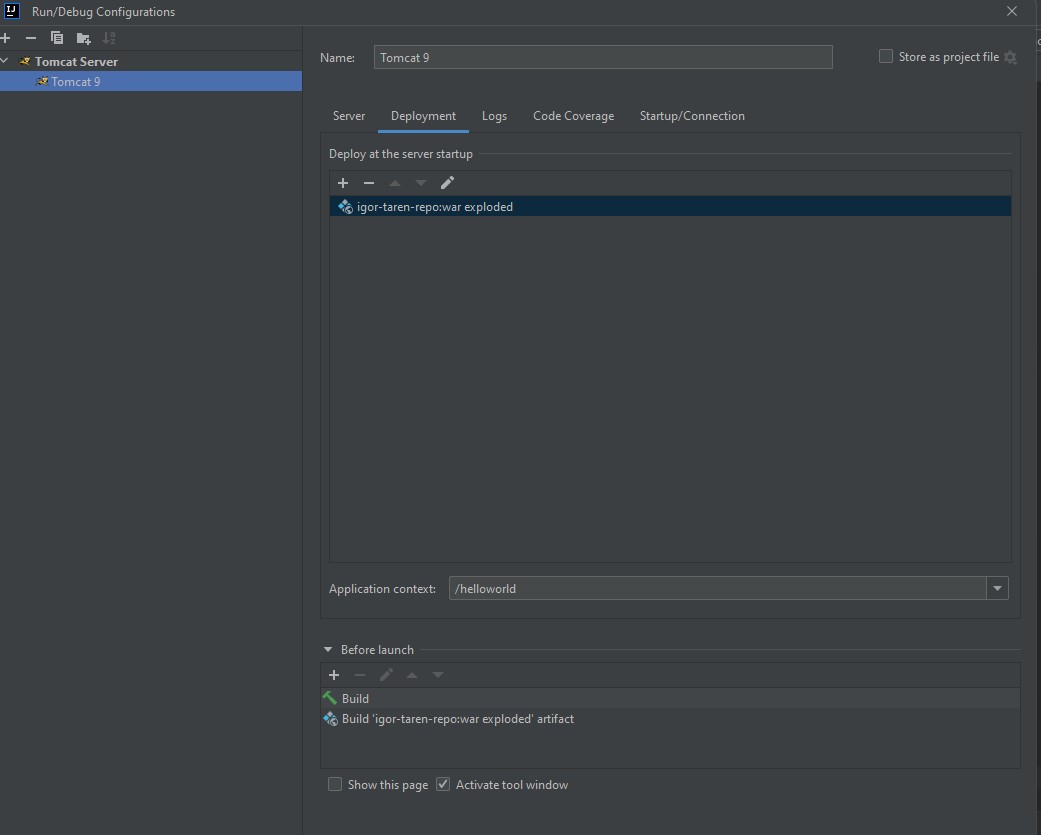 IJ
Run/Debug Configurations
Tomcat Server
Tomcat 9
Name:
Tomcat 9
Store as project file
Server
Deployment
Logs
Code Coverage
Startup/Connection
Deploy at the server startup
igor-taren-repo:war exploded
Application context:
/helloworld
Before launch
Build
Build 'igor-taren-repo:war exploded' artifact
Show this page
Activate tool window